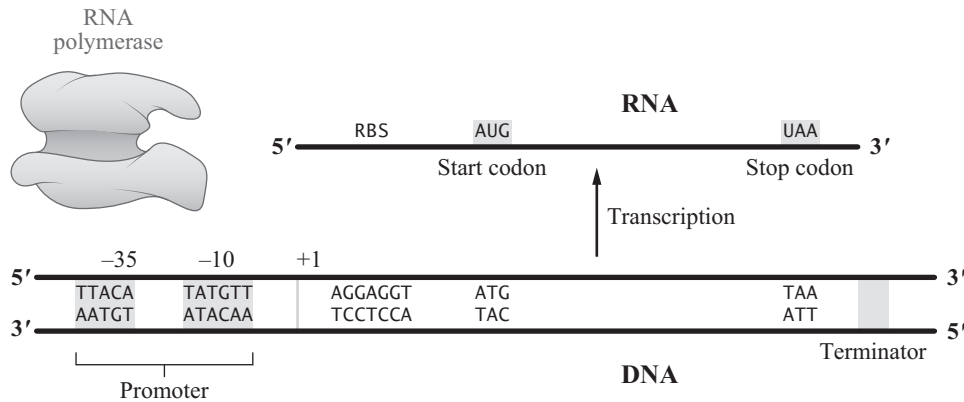 RNA
polymerase
RNA
RBS AUG UAA
5′ 3′
Start codon Stop codon
Transcription
–35 –10 +1
5′ 3′
TTACA TATGTT AGGAGGT ATG TAA
AATGT ATACAA TCCTCCA TAC ATT
3′ 5′
Terminator
Promoter DNA